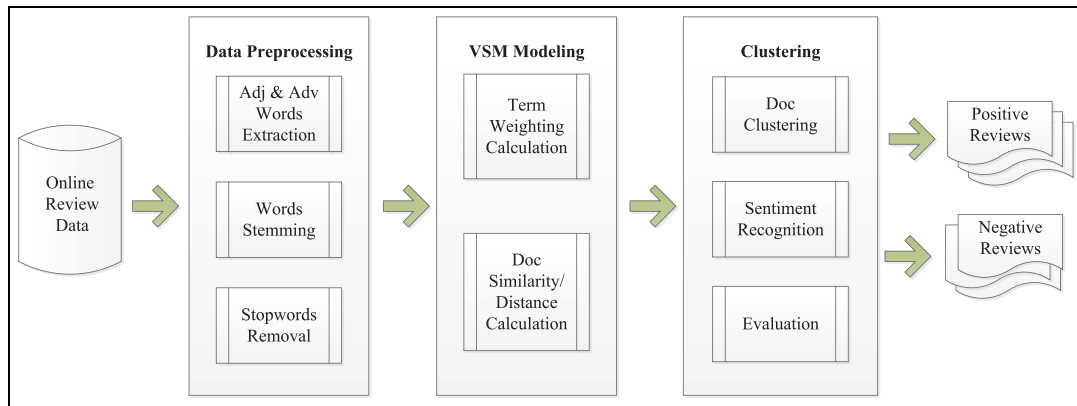 Online
Review
Data
Data Preprocessing
Adj & Adv
Words
Extraction
Words
Stemming
Stopwords
Removal
VSM Modeling
Term
Weighting
Calculation
Doc
Similarity/
Distance
Calculation
Clustering
Doc
Clustering
Sentiment
Recognition
Evaluation
Positive
Reviews
Negative
Reviews